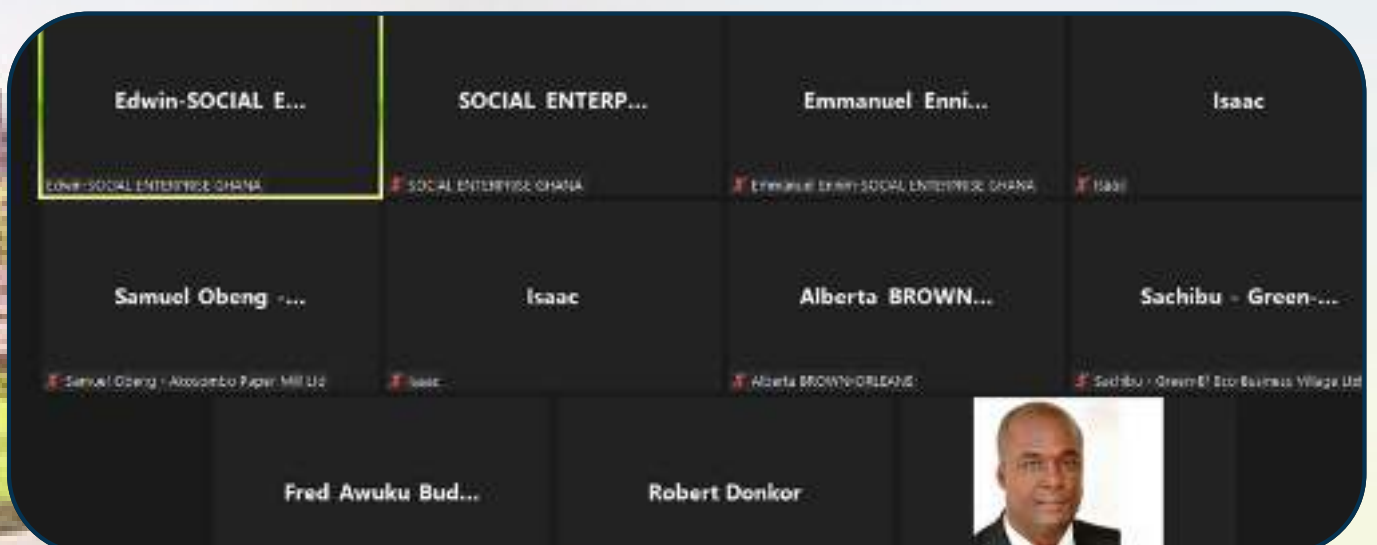 Edwin-SOCIAL E...
SOCIAL ENTERP...
Emmanuel Enni...
Isaac
Edwin-SOCIAL ENTERPRISE GHANA
SOCIAL ENTERPRISE GHANA
Emmanuel Ennin-SOCIAL ENTERPRISE GHANA
Isaac
Samuel Obeng -...
Isaac
Alberta BROWN...
Sachibu - Green-...
Samuel Obeng - Akosombo Paper Mill Ltd
Isaac
Alberta BROWN-ORLEANS
Sachibu - Green-Ef Eco-Business Village Ltd
Fred Awuku Bud...
Robert Donkor